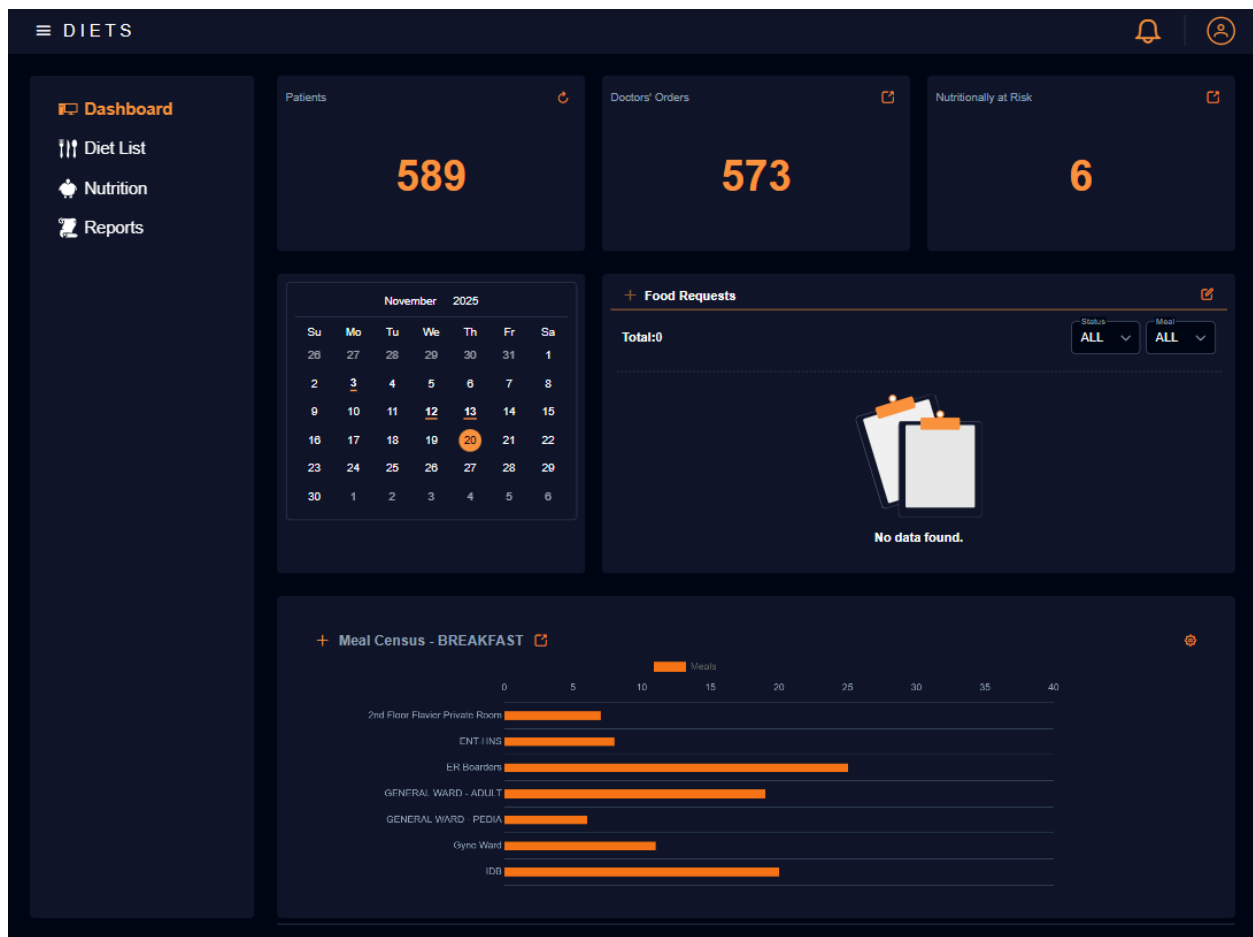 DIETS
Dashboard
Diet List
Nutrition
Reports
Patients
589
Doctors' Orders
573
Nutritionally at Risk
6
November 2025
Su Mo Tu We Th Fr Sa
26 27 28 29 30 31 1
2 3 4 5 6 7 8
9 10 11 12 13 14 15
16 17 18 19 20 21 22
23 24 25 26 27 28 29
30 1 2 3 4 5 6
+ Food Requests
Total:0
Status
ALL
Meal
ALL
No data found.
+ Meal Census - BREAKFAST
Meals
0 5 10 15 20 25 30 35 40
2nd Floor Flavier Private Room
ENT-HNS
ER Boarders
GENERAL WARD - ADULT
GENERAL WARD - PEDIA
Gyne Ward
IDB